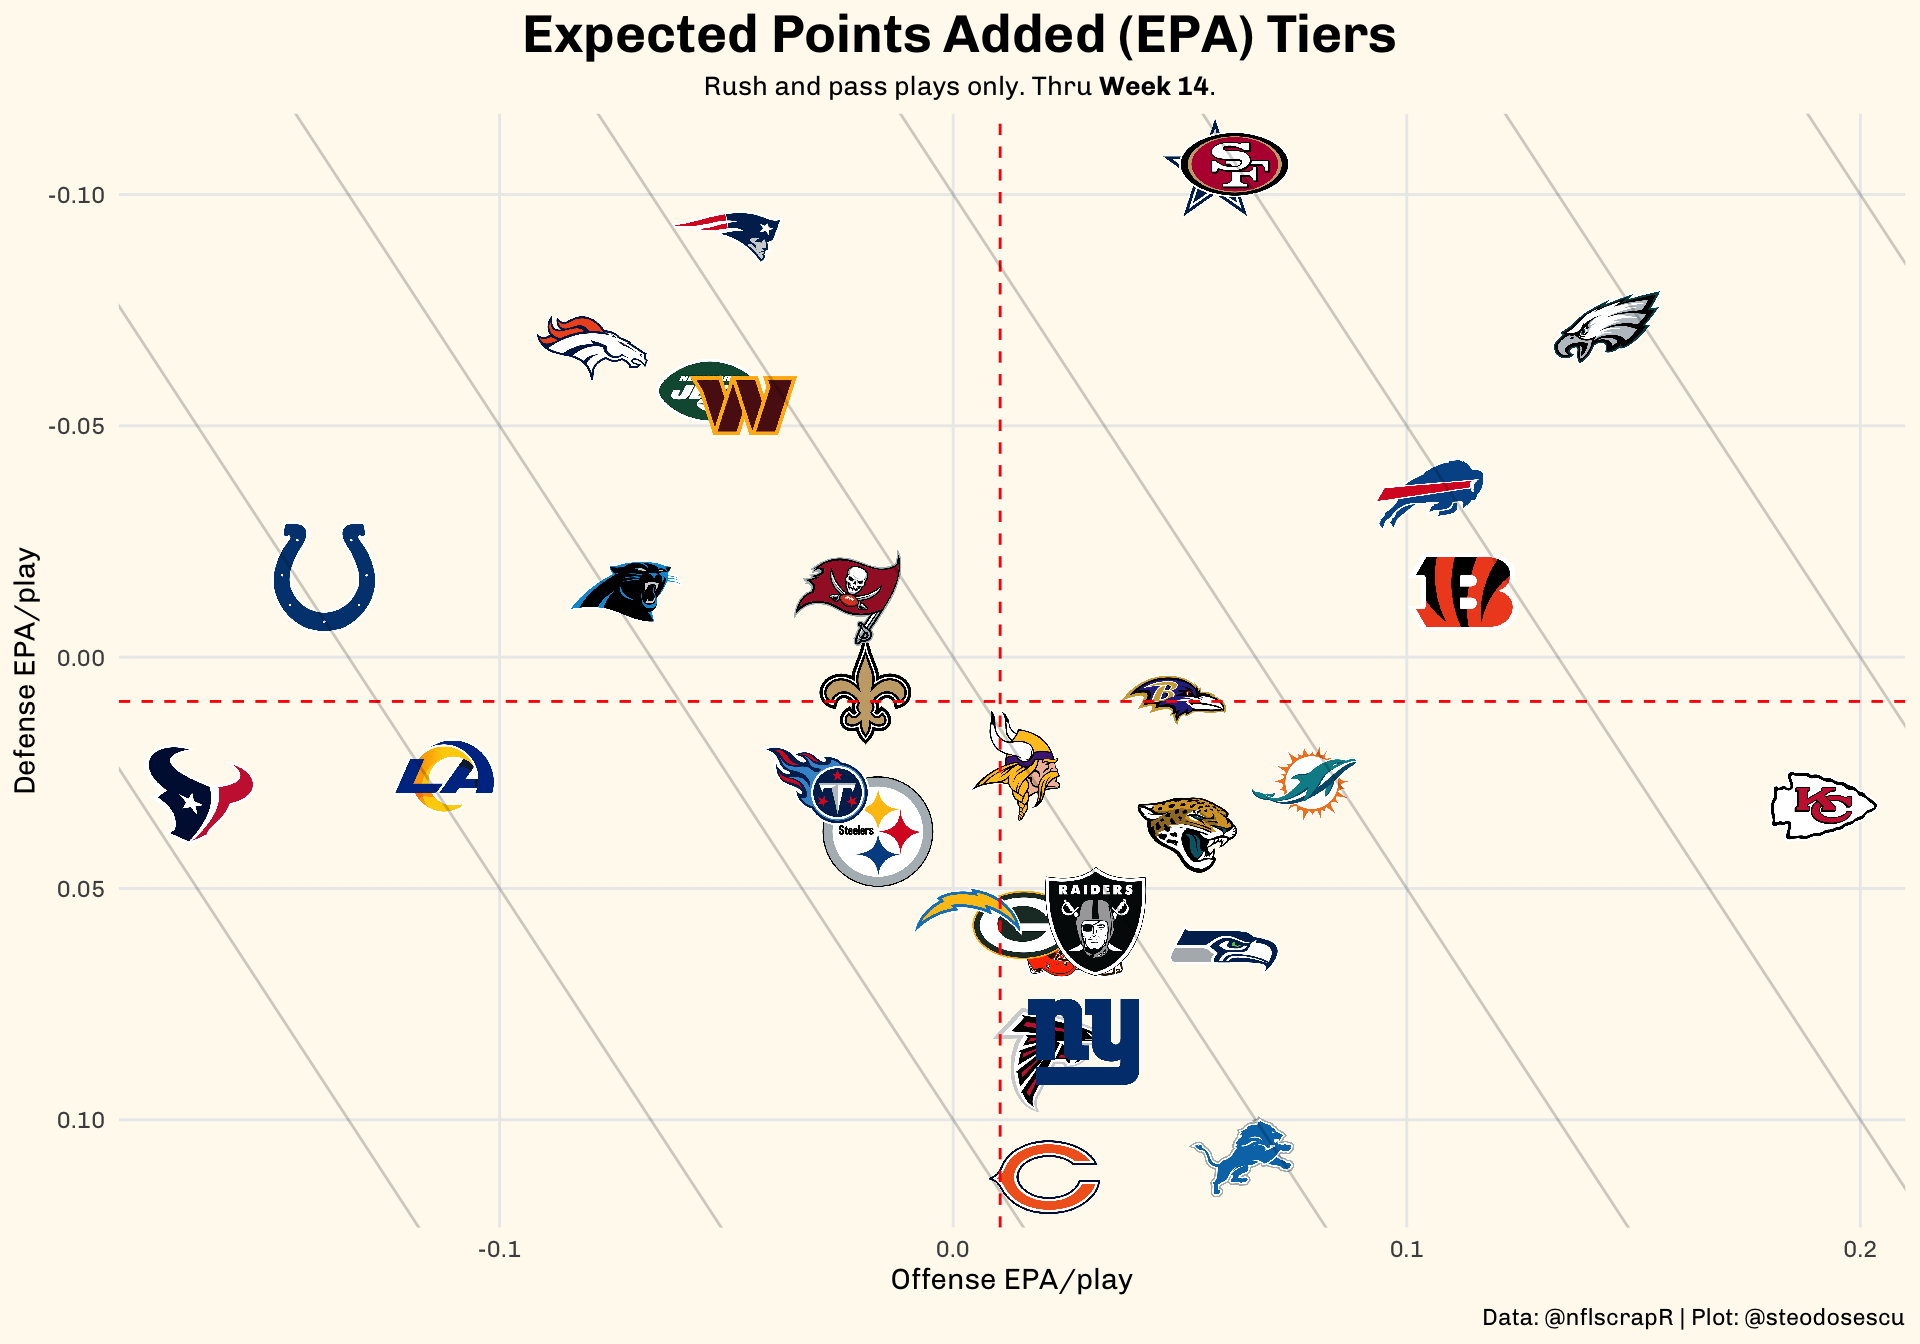 Expected Points Added (EPA) Tiers
Rush and pass plays only. Thru Week 14.
-0.10
-0.05
0.00
0.05
0.10
Defense EPA/play
SF
B
LA
T
Steelers
KC
G
RAIDERS
ny
C
W
B
-0.1
0.0
0.1
0.2
Offense EPA/play
Data: @nflscrapR | Plot: @steodosescu